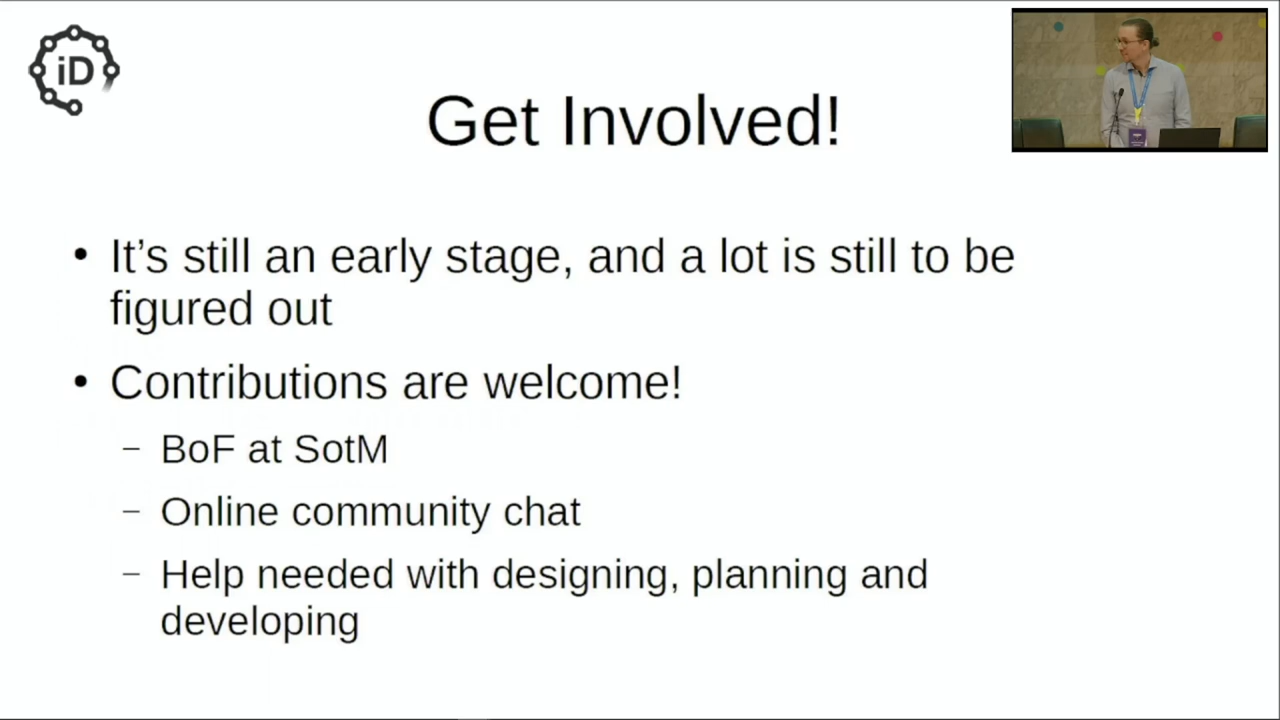 iD
Get Involved!
• It’s still an early stage, and a lot is still to be
figured out
• Contributions are welcome!
– BoF at SotM
– Online community chat
– Help needed with designing, planning and
developing